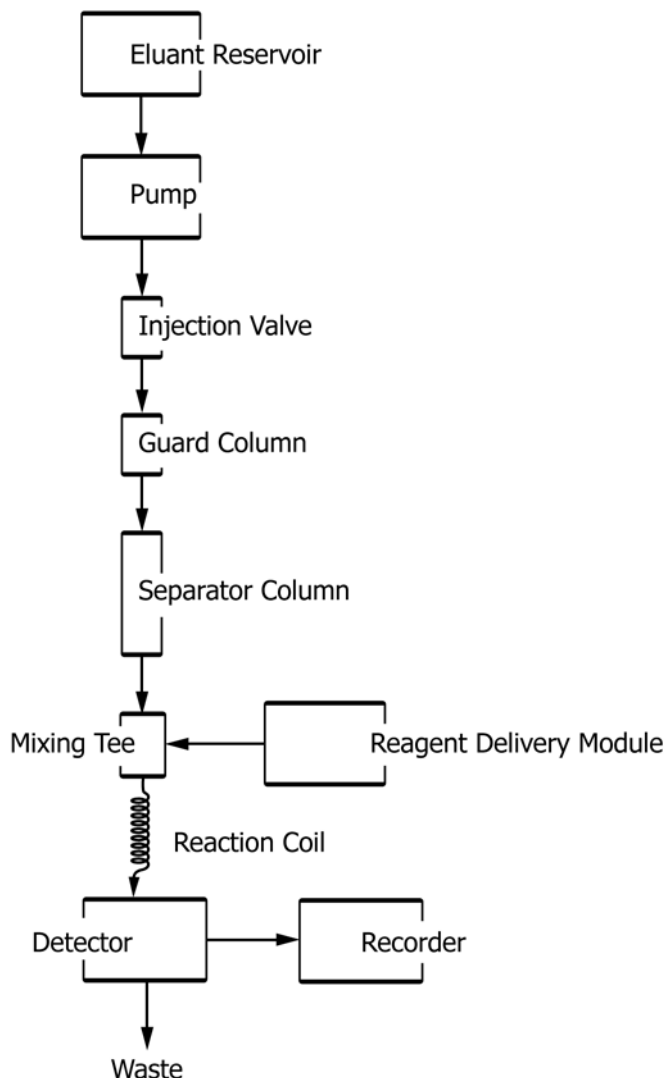 Eluant Reservoir
Pump
Injection Valve
Guard Column
Separator Column
Mixing Tee
Reagent Delivery Module
Reaction Coil
Detector
Recorder
Waste